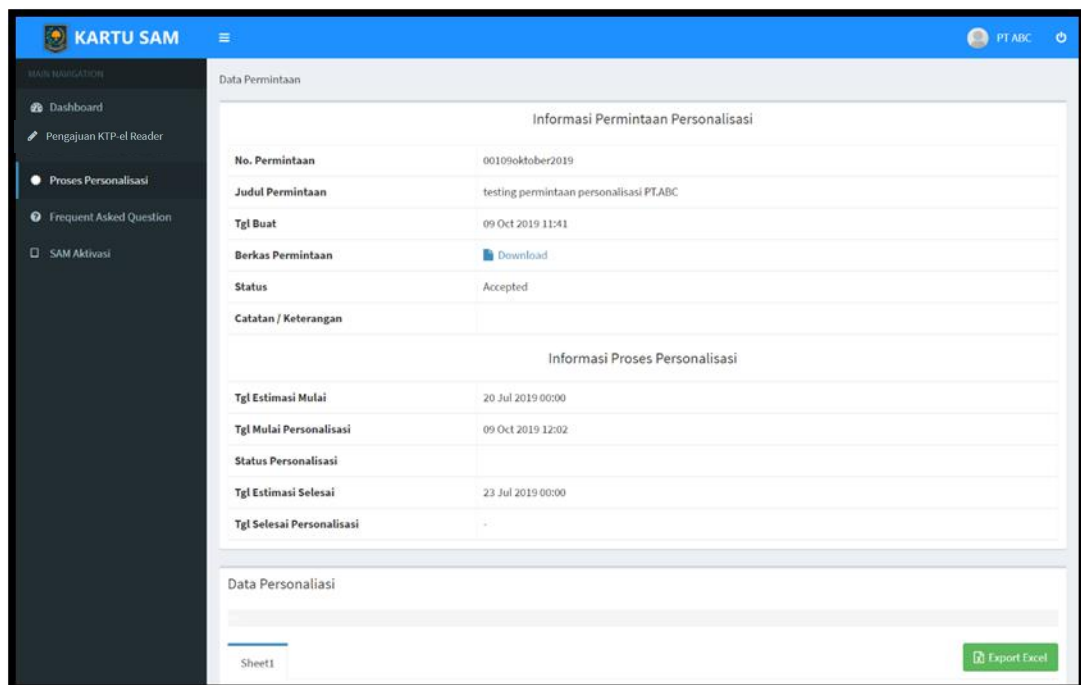 KARTU SAM
PT ABC
MAIN NAVIGATION
Dashboard
Pengajuan KTP-el Reader
Proses Personalisasi
Frequent Asked Question
SAM Aktivasi
Data Permintaan
Informasi Permintaan Personalisasi
No. Permintaan 00109oktober2019
Judul Permintaan testing permintaan personalisasi PT.ABC
Tgl Buat 09 Oct 2019 11:41
Berkas Permintaan Download
Status Accepted
Catatan / Keterangan
Informasi Proses Personalisasi
Tgl Estimasi Mulai 20 Jul 2019 00:00
Tgl Mulai Personalisasi 09 Oct 2019 12:02
Status Personalisasi
Tgl Estimasi Selesai 23 Jul 2019 00:00
Tgl Selesai Personalisasi -
Data Personaliasi
Sheet1
Export Excel